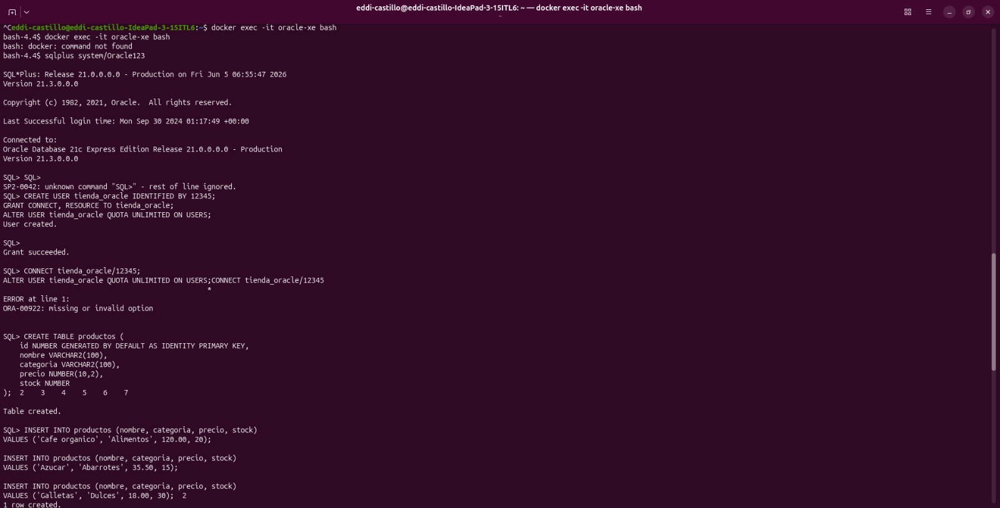 eddi-castillo@eddi-castillo-IdeaPad-3-15ITL6: ~ — docker exec -it oracle-xe bash
~
^Ceddi-castillo@eddi-castillo-IdeaPad-3-15ITL6:~$ docker exec -it oracle-xe bash
bash-4.4$ docker exec -it oracle-xe bash
bash: docker: command not found
bash-4.4$ sqlplus system/Oracle123

SQL*Plus: Release 21.0.0.0.0 - Production on Fri Jun 5 06:55:47 2026
Version 21.3.0.0.0

Copyright (c) 1982, 2021, Oracle.  All rights reserved.

Last Successful login time: Mon Sep 30 2024 01:17:49 +00:00

Connected to:
Oracle Database 21c Express Edition Release 21.0.0.0.0 - Production
Version 21.3.0.0.0

SQL> SQL>
SP2-0042: unknown command "SQL>" - rest of line ignored.
SQL> CREATE USER tienda_oracle IDENTIFIED BY 12345;
GRANT CONNECT, RESOURCE TO tienda_oracle;
ALTER USER tienda_oracle QUOTA UNLIMITED ON USERS;
User created.

SQL>
Grant succeeded.

SQL> CONNECT tienda_oracle/12345;
ALTER USER tienda_oracle QUOTA UNLIMITED ON USERS;CONNECT tienda_oracle/12345
                                                 *
ERROR at line 1:
ORA-00922: missing or invalid option


SQL> CREATE TABLE productos (
    id NUMBER GENERATED BY DEFAULT AS IDENTITY PRIMARY KEY,
    nombre VARCHAR2(100),
    categoria VARCHAR2(100),
    precio NUMBER(10,2),
    stock NUMBER
);  2    3    4    5    6    7

Table created.

SQL> INSERT INTO productos (nombre, categoria, precio, stock)
VALUES ('Cafe organico', 'Alimentos', 120.00, 20);

INSERT INTO productos (nombre, categoria, precio, stock)
VALUES ('Azucar', 'Abarrotes', 35.50, 15);

INSERT INTO productos (nombre, categoria, precio, stock)
VALUES ('Galletas', 'Dulces', 18.00, 30);  2
1 row created.